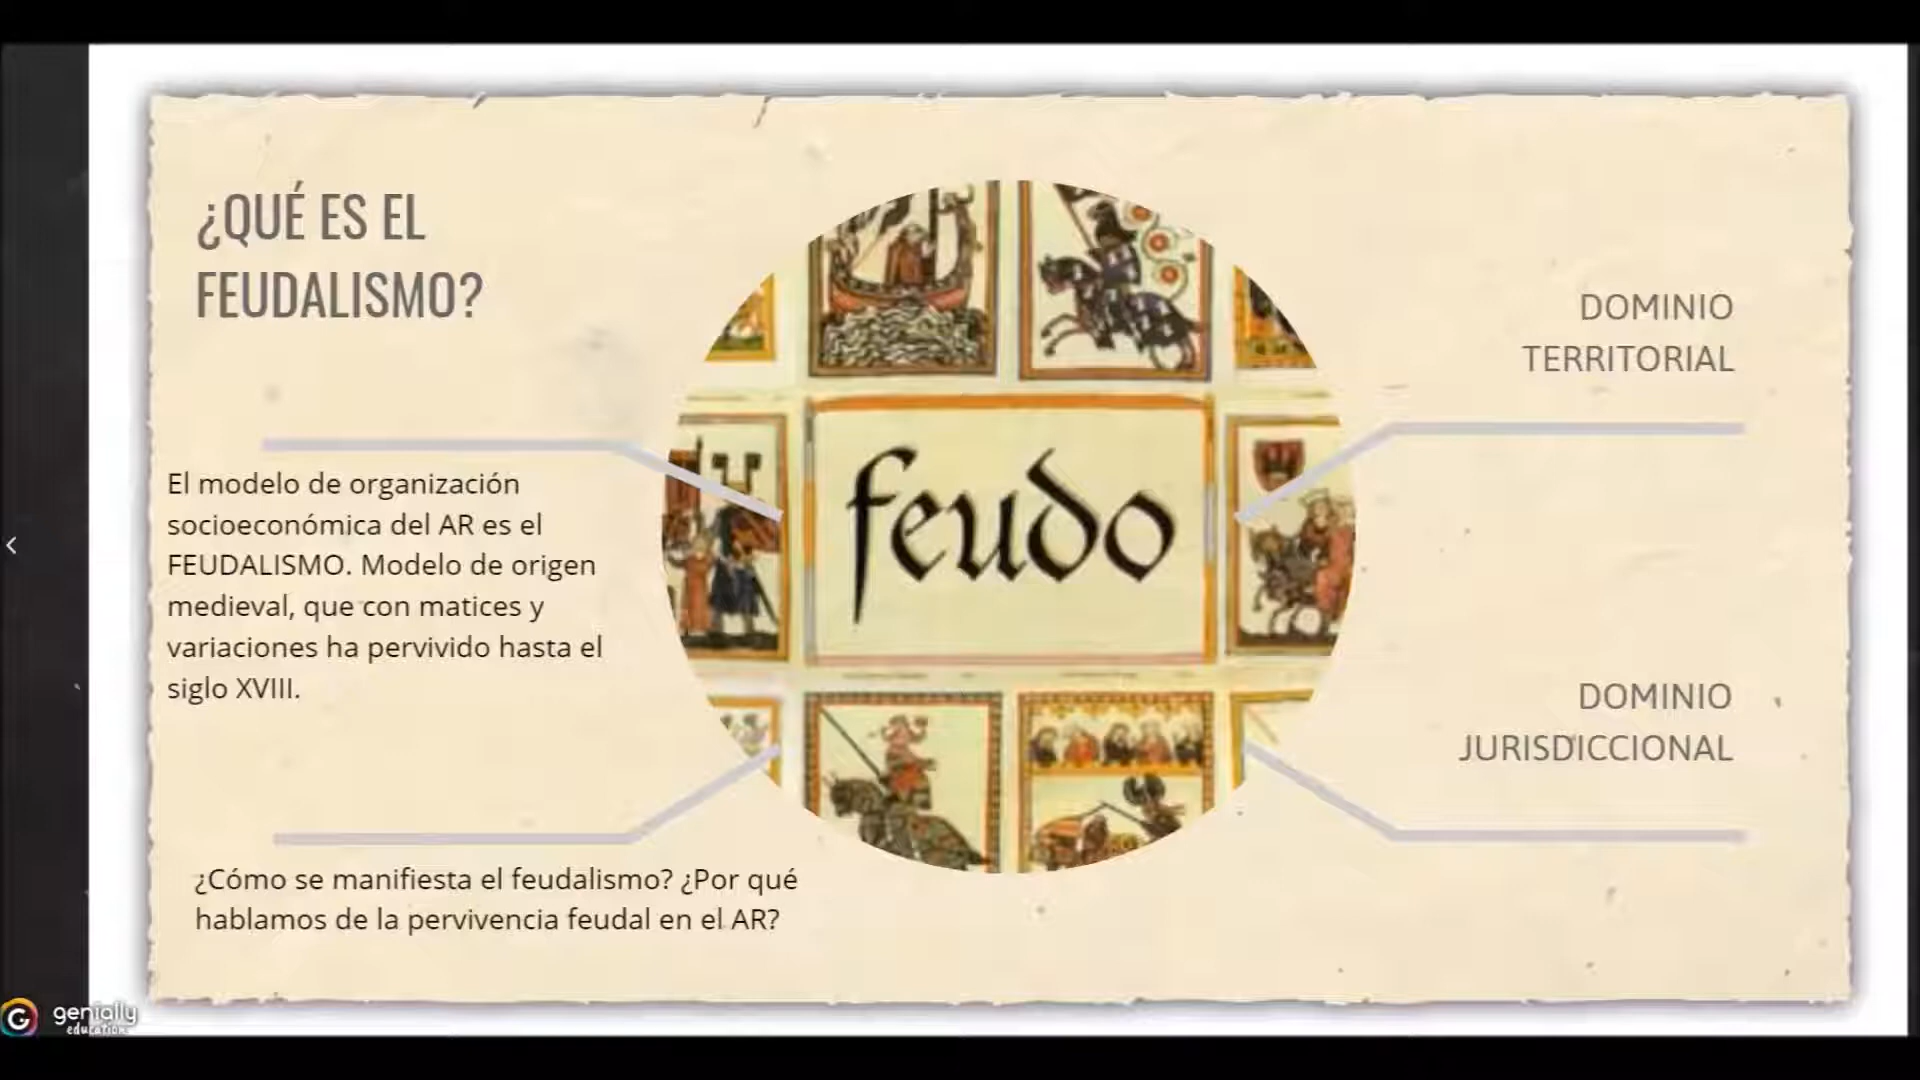 ¿QUÉ ES EL
FEUDALISMO?
El modelo de organización
socioeconómica del AR es el
FEUDALISMO. Modelo de origen
medieval, que con matices y
variaciones ha pervivido hasta el
siglo XVIII.
¿Cómo se manifiesta el feudalismo? ¿Por qué
hablamos de la pervivencia feudal en el AR?
feudo
DOMINIO
TERRITORIAL
DOMINIO
JURISDICCIONAL
genially
education